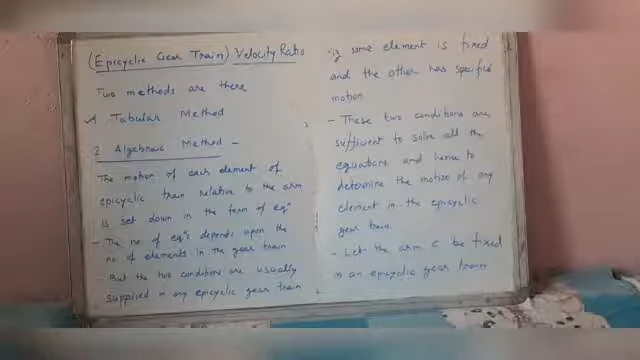 (Epicyclic Gear Train) Velocity Ratio
Two methods are there
1, Tabular Method
2 Algebraic Method -
The motion of each element of
epicyclic train relative to the arm
is set down in the form of eqⁿ
- The no of eqⁿs depends upon the
no of elements in the gear train
- But the two conditions are usually
supplied in any epicyclic gear train
some element is fixed
and the other has specified
motion
- These two conditions are
sufficient to solve all the
equations and hence to
determine the motion of any
element in the epicyclic
gear train
- Let the arm C be fixed
in an epicyclic gear train